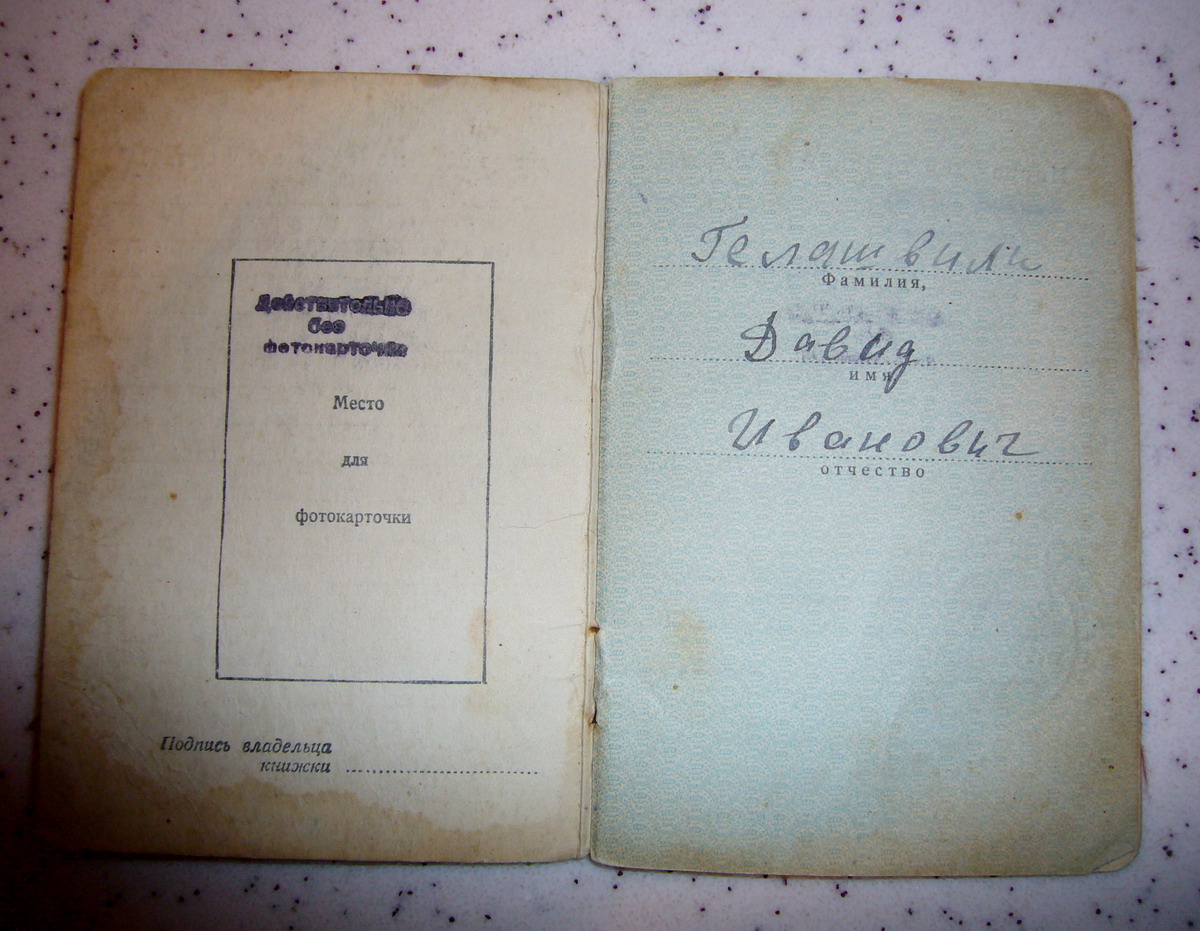 Действительно
без
фотокарточки
Место
для
фотокарточки
Подпись владельца
книжки
Гелашвили
Фамилия,
Давид
имя
Иванович
отчество